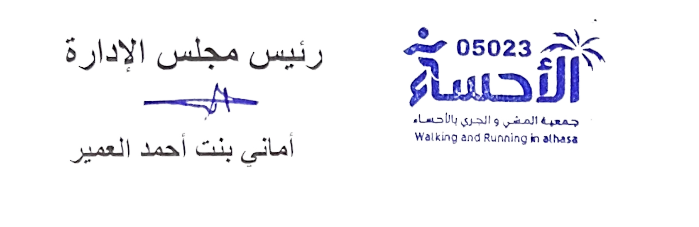 رئيس مجلس الإدارة
أماني بنت أحمد العمير
05023
الأحساء
جمعية المشي و الجري بالأحساء
Walking and Running in alhasa